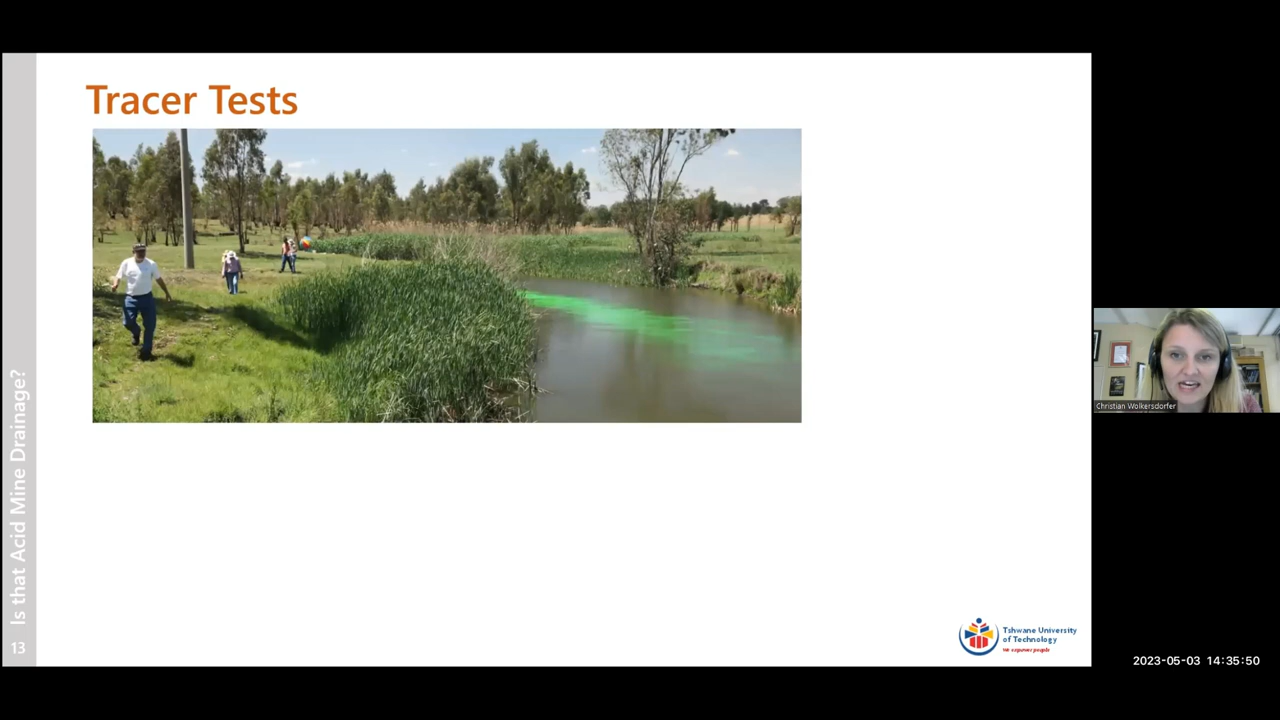 Tracer Tests
Is that Acid Mine Drainage?
13
Tshwane University
of Technology
We empower people
Christian Wolkersdorfer
2023-05-03 14:35:50